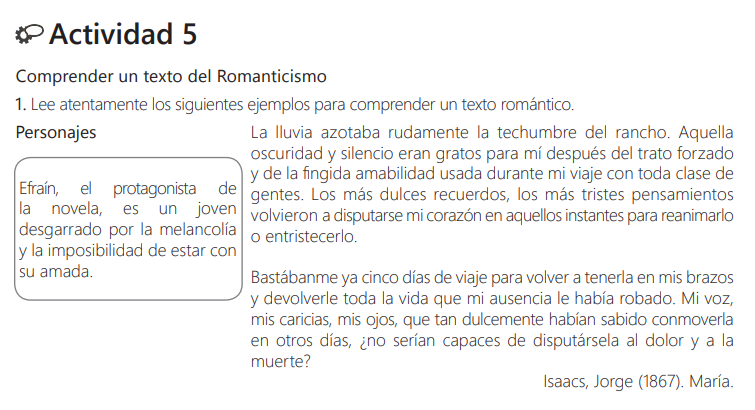 Actividad 5
Comprender un texto del Romanticismo
1. Lee atentamente los siguientes ejemplos para comprender un texto romántico.
Personajes
Efraín, el protagonista de
la novela, es un joven
desgarrado por la melancolía
y la imposibilidad de estar con
su amada.
La lluvia azotaba rudamente la techumbre del rancho. Aquella
oscuridad y silencio eran gratos para mí después del trato forzado
y de la fingida amabilidad usada durante mi viaje con toda clase de
gentes. Los más dulces recuerdos, los más tristes pensamientos
volvieron a disputarse mi corazón en aquellos instantes para reanimarlo
o entristecerlo.
Bastábanme ya cinco días de viaje para volver a tenerla en mis brazos
y devolverle toda la vida que mi ausencia le había robado. Mi voz,
mis caricias, mis ojos, que tan dulcemente habían sabido conmoverla
en otros días, ¿no serían capaces de disputársela al dolor y a la
muerte?
Isaacs, Jorge (1867). María.